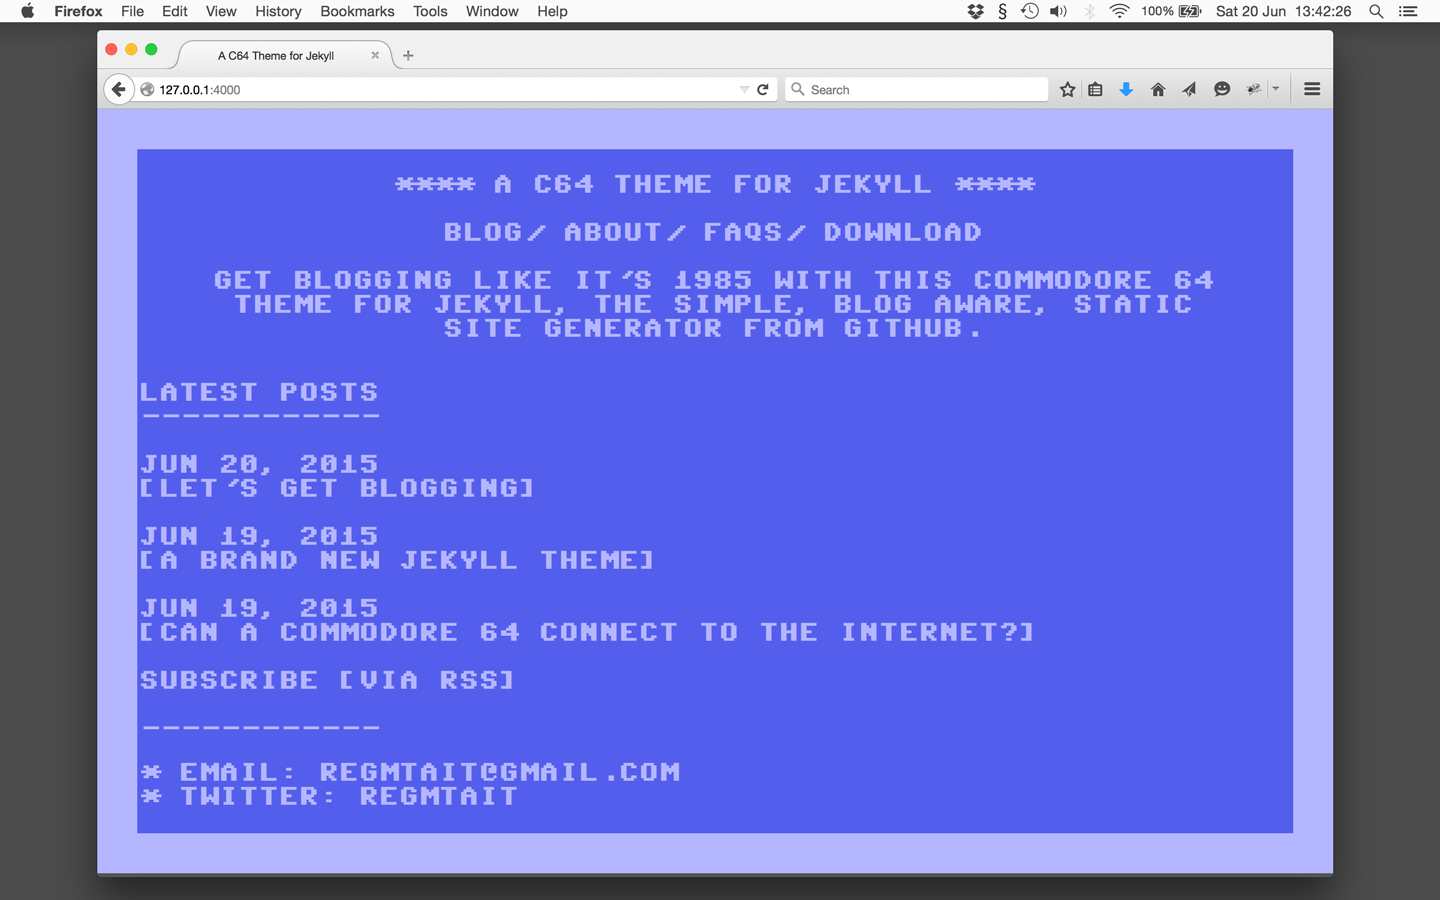 Firefox File Edit View History Bookmarks Tools Window Help § 100% Sat 20 Jun 13:42:26
A C64 Theme for Jekyll
127.0.0.1:4000 Search
**** A C64 THEME FOR JEKYLL ****
BLOG/ ABOUT/ FAQS/ DOWNLOAD
GET BLOGGING LIKE IT'S 1985 WITH THIS COMMODORE 64
THEME FOR JEKYLL, THE SIMPLE, BLOG AWARE, STATIC
SITE GENERATOR FROM GITHUB.
LATEST POSTS
------------
JUN 20, 2015
[LET'S GET BLOGGING]
JUN 19, 2015
[A BRAND NEW JEKYLL THEME]
JUN 19, 2015
[CAN A COMMODORE 64 CONNECT TO THE INTERNET?]
SUBSCRIBE [VIA RSS]
------------
* EMAIL: REGMTAIT@GMAIL.COM
* TWITTER: REGMTAIT